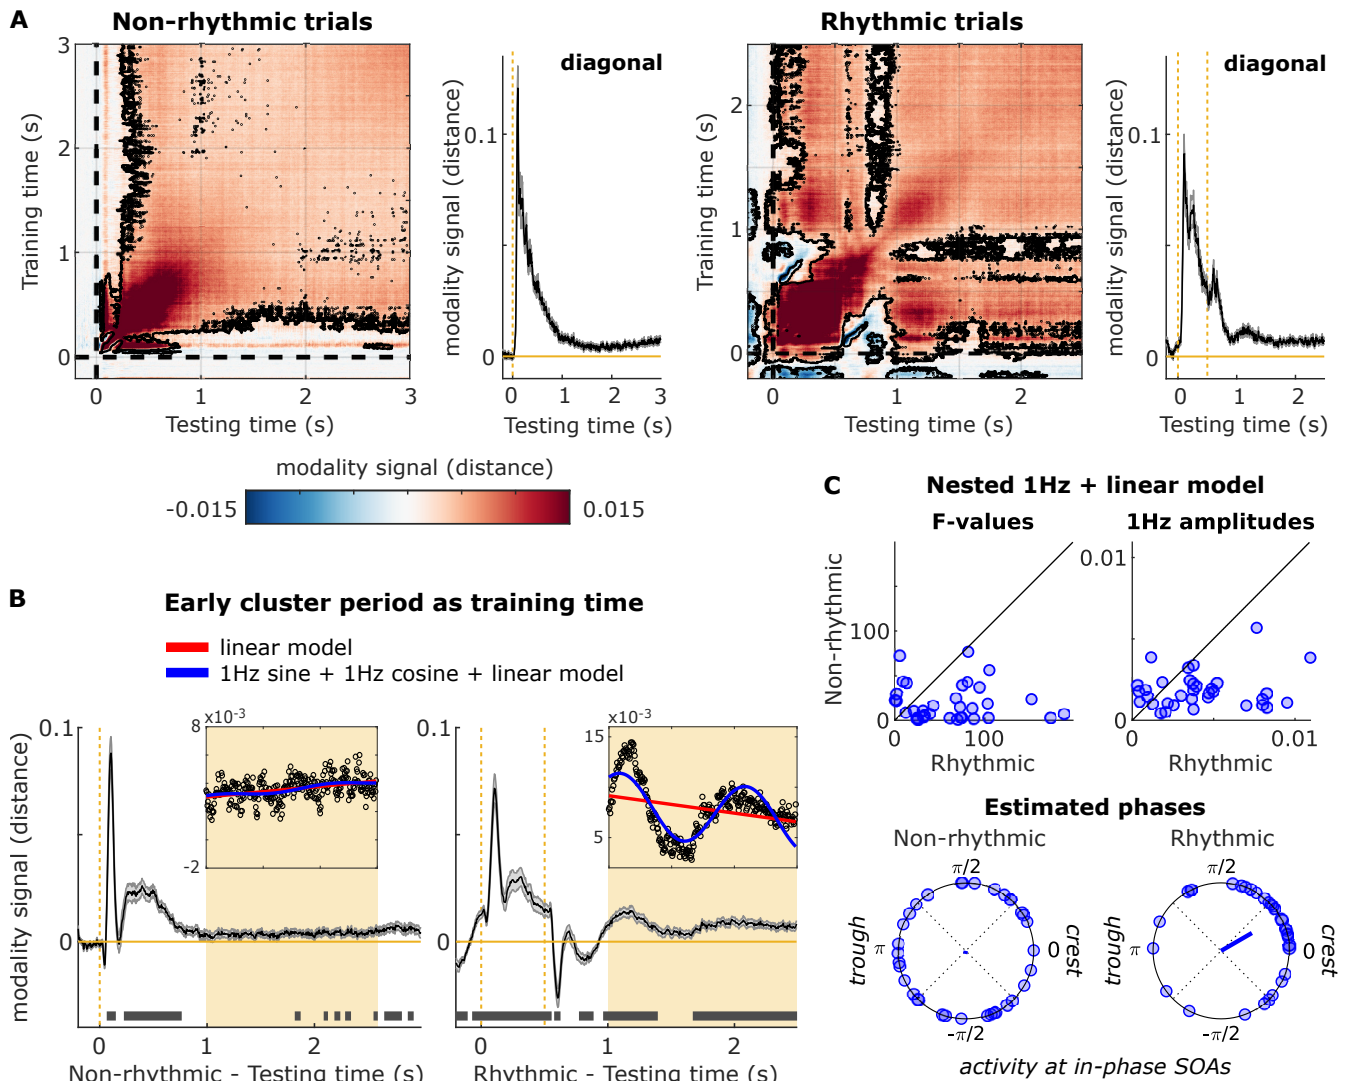 A
Non-rhythmic trials
Rhythmic trials
3
2
1
0
Training time (s)
0 1 2 3
Testing time (s)
diagonal
0.1
0
modality signal (distance)
0 1 2 3
Testing time (s)
2
1
0
Training time (s)
0 1 2
Testing time (s)
diagonal
0.1
0
modality signal (distance)
0 1 2
Testing time (s)
modality signal (distance)
-0.015 0.015
B
Early cluster period as training time
linear model
1Hz sine + 1Hz cosine + linear model
0.1
0
modality signal (distance)
×10⁻³
8
-2
0 1 2
Non-rhythmic - Testing time (s)
×10⁻³
15
5
0 1 2
Rhythmic - Testing time (s)
C
Nested 1Hz + linear model
F-values
1Hz amplitudes
Non-rhythmic
100
0
0 100
Rhythmic
0.01
0
0 0.01
Rhythmic
Estimated phases
Non-rhythmic
Rhythmic
π/2
trough
π
0
crest
-π/2
π/2
trough
π
0
crest
-π/2
activity at in-phase SOAs